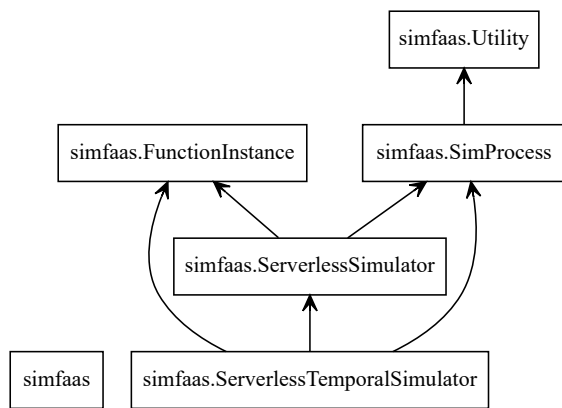 simfaas.Utility
simfaas.FunctionInstance
simfaas.SimProcess
simfaas.ServerlessSimulator
simfaas
simfaas.ServerlessTemporalSimulator